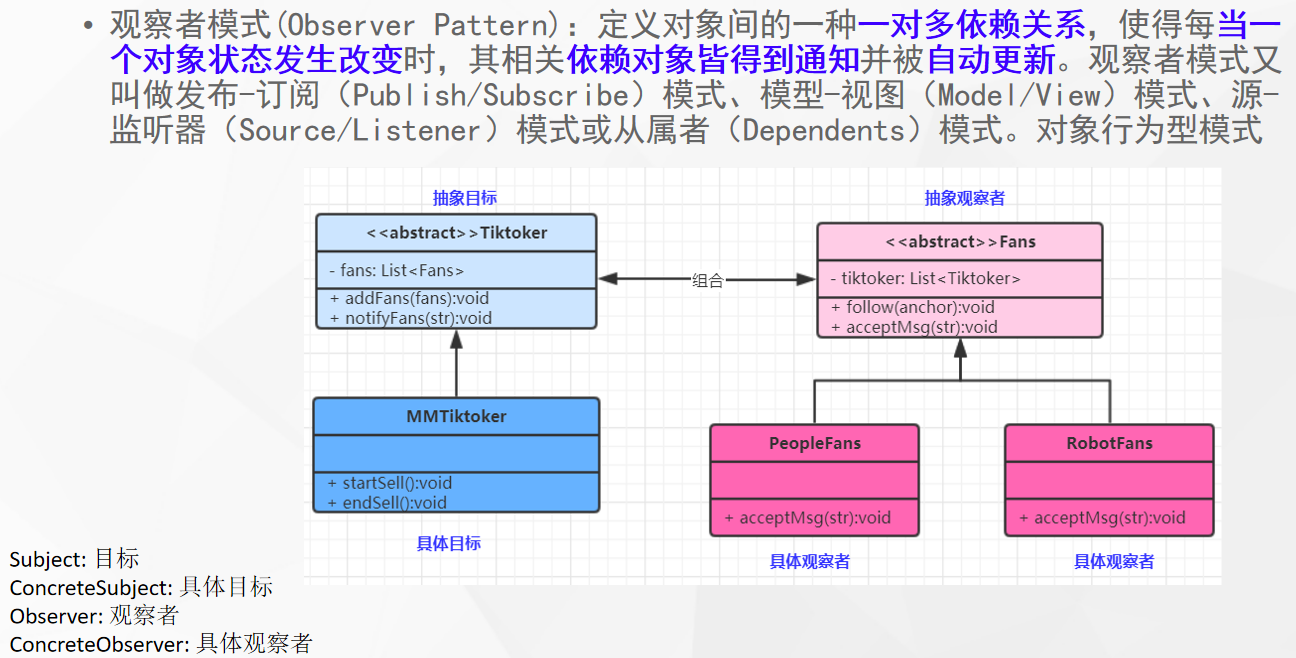 • 观察者模式(Observer Pattern): 定义对象间的一种一对多依赖关系，使得每当一
个对象状态发生改变时，其相关依赖对象皆得到通知并被自动更新。观察者模式又
叫做发布-订阅（Publish/Subscribe）模式、模型-视图（Model/View）模式、源-
监听器（Source/Listener）模式或从属者（Dependents）模式。对象行为型模式
抽象目标
<<abstract>>Tiktoker
- fans: List<Fans>
+ addFans(fans):void
+ notifyFans(str):void
组合
抽象观察者
<<abstract>>Fans
- tiktoker: List<Tiktoker>
+ follow(anchor):void
+ acceptMsg(str):void
MMTiktoker
+ startSell():void
+ endSell():void
具体目标
PeopleFans
+ acceptMsg(str):void
具体观察者
RobotFans
+ acceptMsg(str):void
具体观察者
Subject: 目标
ConcreteSubject: 具体目标
Observer: 观察者
ConcreteObserver: 具体观察者